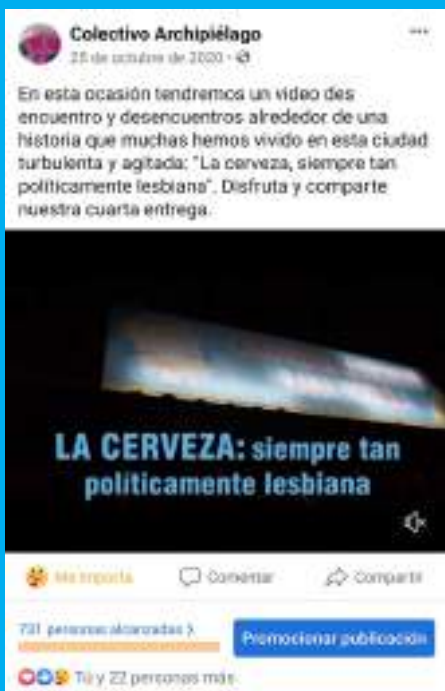 Colectivo Archipiélago
25 de octubre de 2020
En esta ocasión tendremos un video des
encuentro y desencuentros alrededor de una
historia que muchas hemos vivido en esta ciudad
turbulenta y agitada: "La cerveza, siempre tan
políticamente lesbiana". Disfruta y comparte
nuestra cuarta entrega.
LA CERVEZA: siempre tan
políticamente lesbiana
Me importa
Comentar
Compartir
731 personas alcanzadas >
Promocionar publicación
Tú y 22 personas más